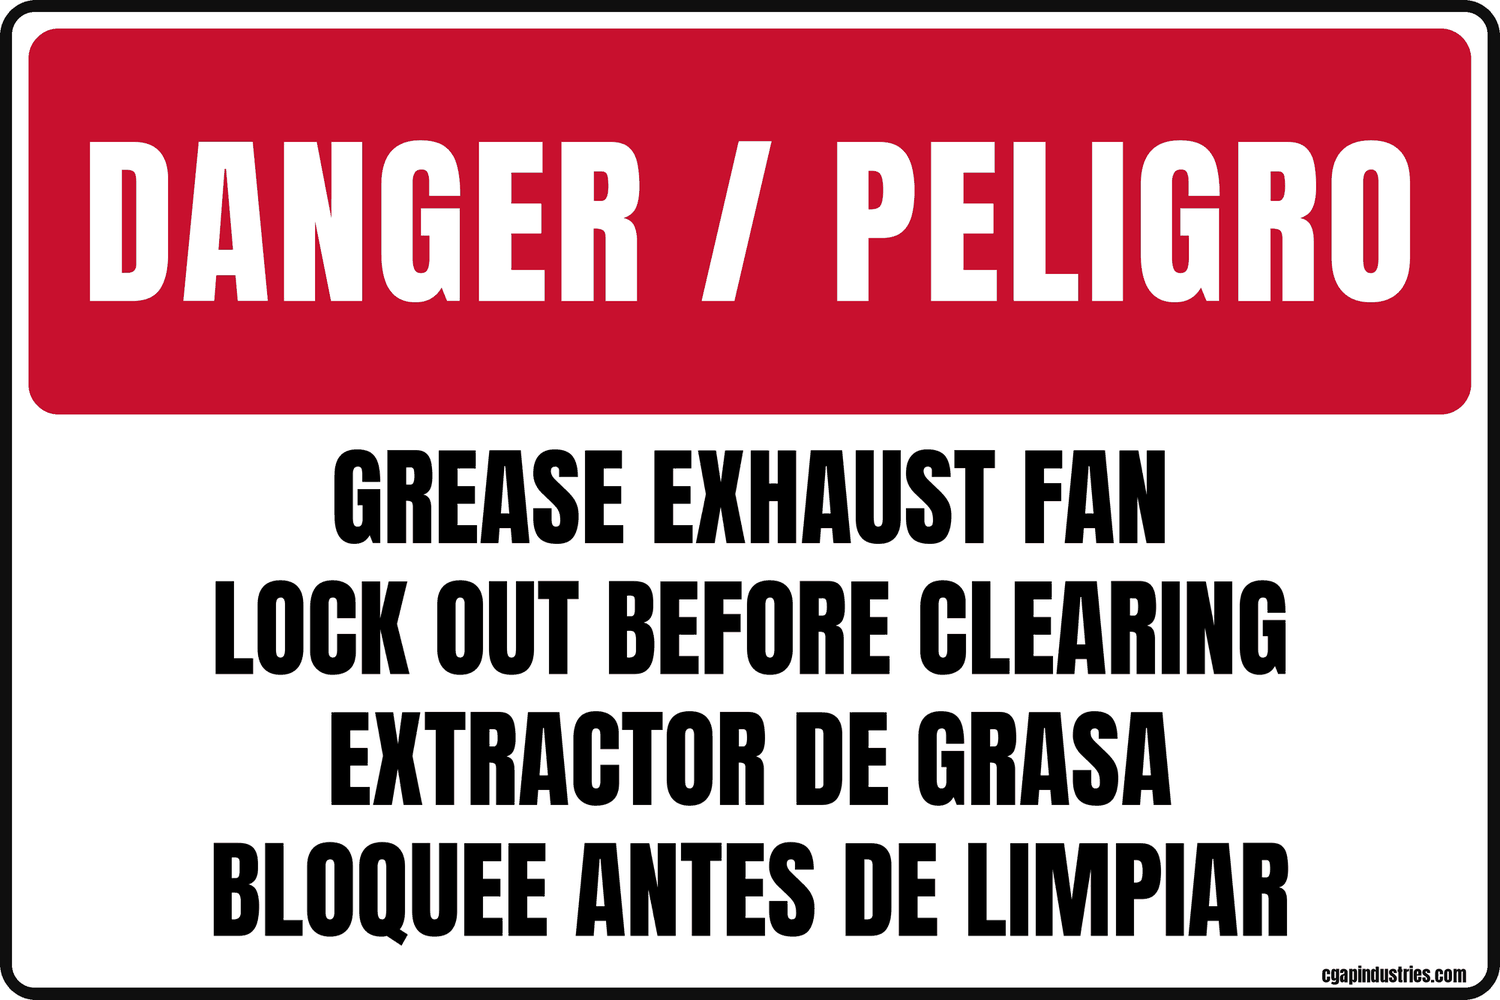 DANGER / PELIGRO
GREASE EXHAUST FAN
LOCK OUT BEFORE CLEARING
EXTRACTOR DE GRASA
BLOQUEE ANTES DE LIMPIAR
cgapindustries.com